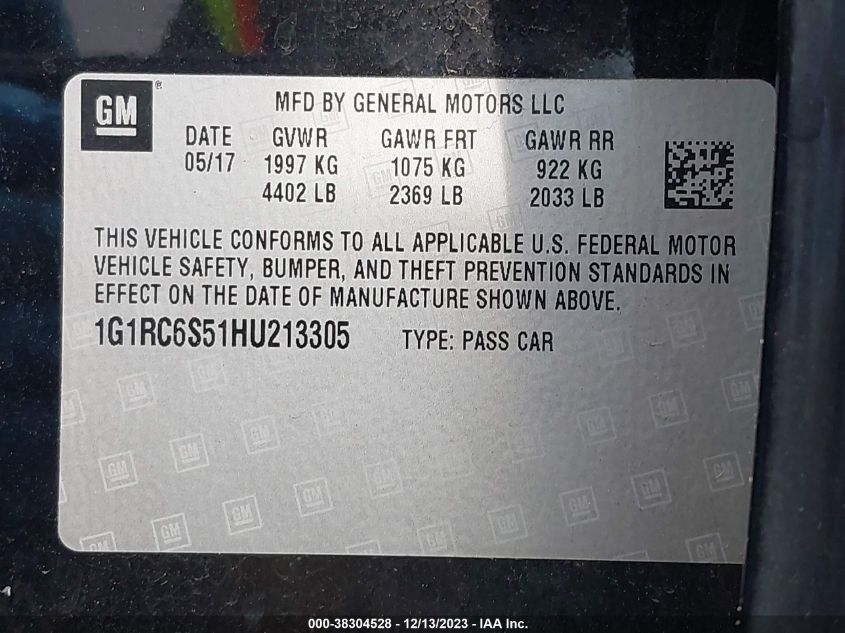 GM ®
MFD BY GENERAL MOTORS LLC
DATE GVWR GAWR FRT GAWR RR
05/17 1997 KG 1075 KG 922 KG
4402 LB 2369 LB 2033 LB
THIS VEHICLE CONFORMS TO ALL APPLICABLE U.S. FEDERAL MOTOR
VEHICLE SAFETY, BUMPER, AND THEFT PREVENTION STANDARDS IN
EFFECT ON THE DATE OF MANUFACTURE SHOWN ABOVE.
1G1RC6S51HU213305 TYPE: PASS CAR
000-38304528 - 12/13/2023 - IAA Inc.